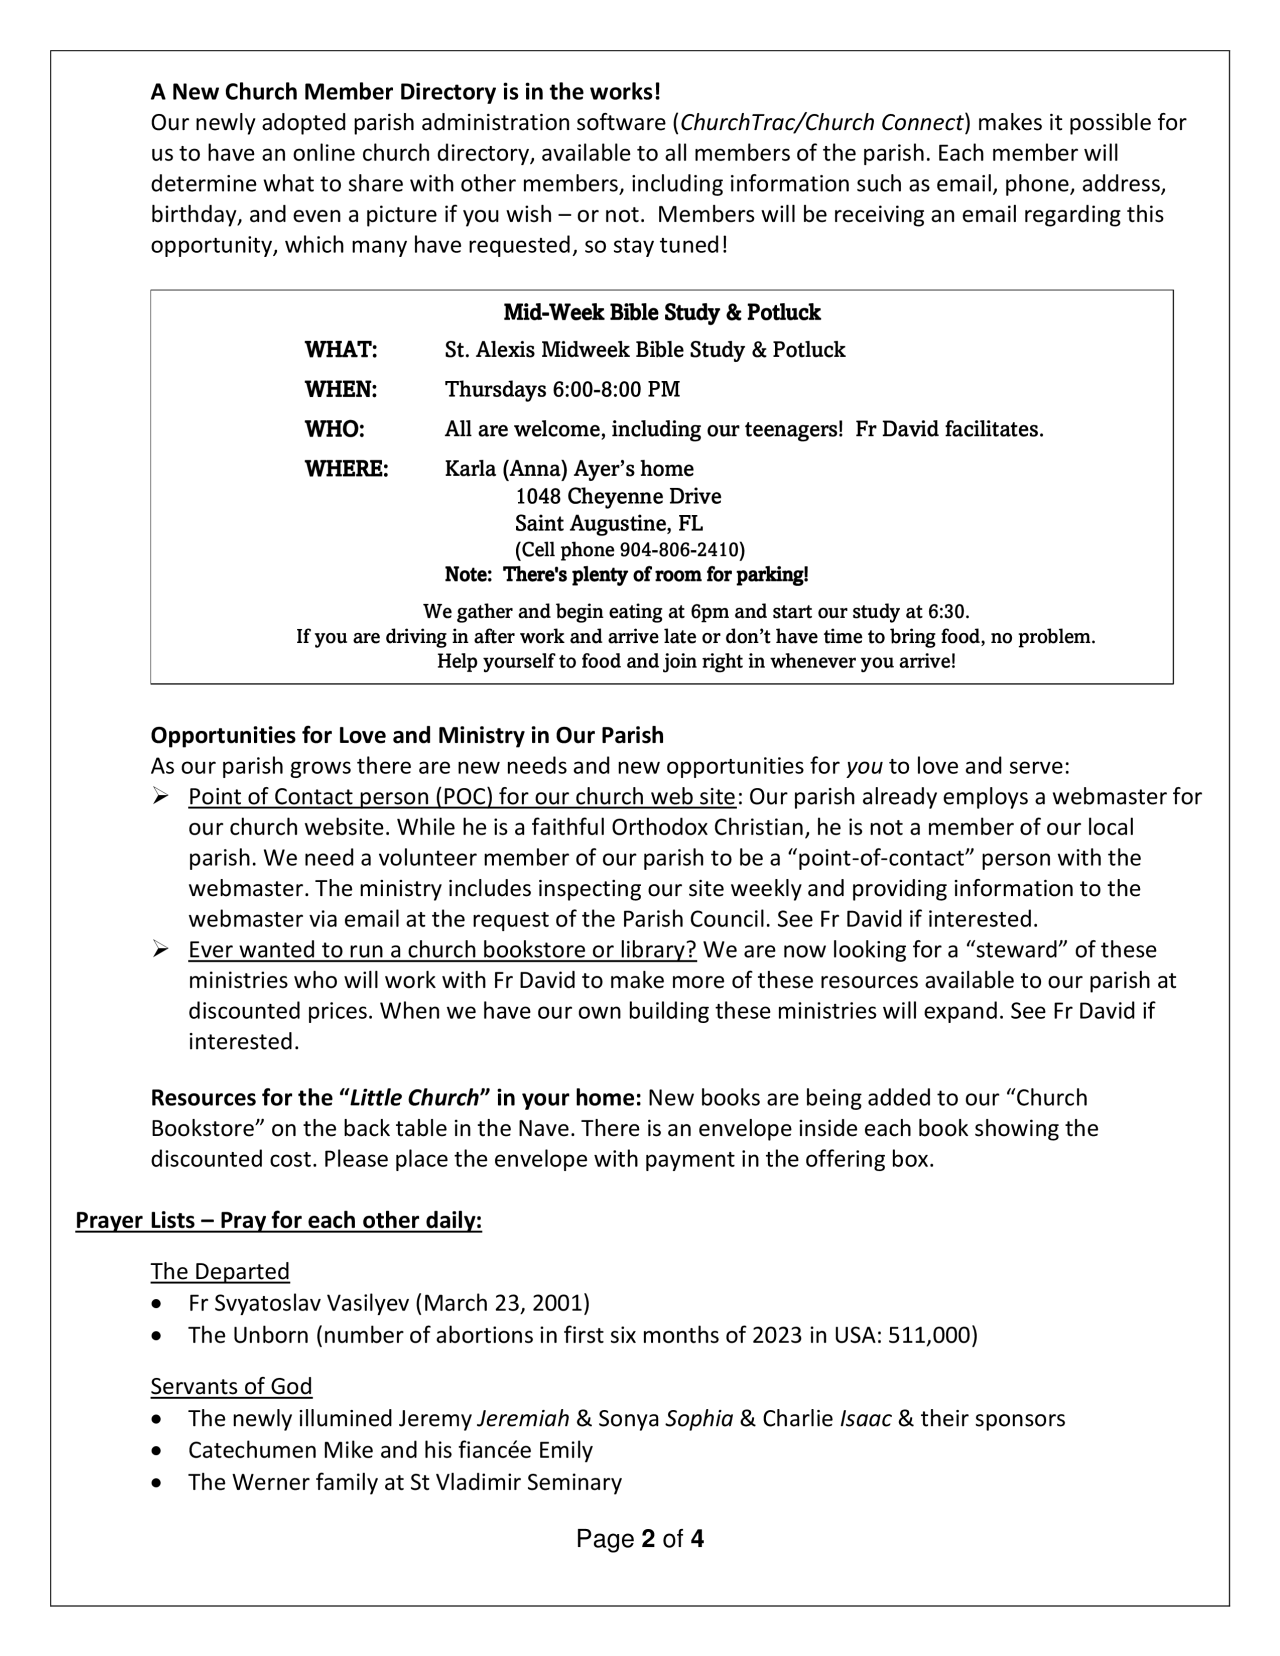 A New Church Member Directory is in the works!
Our newly adopted parish administration software (ChurchTrac/Church Connect) makes it possible for
us to have an online church directory, available to all members of the parish. Each member will
determine what to share with other members, including information such as email, phone, address,
birthday, and even a picture if you wish – or not.  Members will be receiving an email regarding this
opportunity, which many have requested, so stay tuned!
Mid-Week Bible Study & Potluck
WHAT: St. Alexis Midweek Bible Study & Potluck
WHEN: Thursdays 6:00-8:00 PM
WHO: All are welcome, including our teenagers!  Fr David facilitates.
WHERE: Karla (Anna) Ayer’s home
1048 Cheyenne Drive
Saint Augustine, FL
(Cell phone 904-806-2410)
Note:  There's plenty of room for parking!
We gather and begin eating at 6pm and start our study at 6:30.
If you are driving in after work and arrive late or don’t have time to bring food, no problem.
Help yourself to food and join right in whenever you arrive!
Opportunities for Love and Ministry in Our Parish
As our parish grows there are new needs and new opportunities for you to love and serve:
➢ Point of Contact person (POC) for our church web site: Our parish already employs a webmaster for
our church website. While he is a faithful Orthodox Christian, he is not a member of our local
parish. We need a volunteer member of our parish to be a “point-of-contact” person with the
webmaster. The ministry includes inspecting our site weekly and providing information to the
webmaster via email at the request of the Parish Council. See Fr David if interested.
➢ Ever wanted to run a church bookstore or library? We are now looking for a “steward” of these
ministries who will work with Fr David to make more of these resources available to our parish at
discounted prices. When we have our own building these ministries will expand. See Fr David if
interested.
Resources for the “Little Church” in your home: New books are being added to our “Church
Bookstore” on the back table in the Nave. There is an envelope inside each book showing the
discounted cost. Please place the envelope with payment in the offering box.
Prayer Lists – Pray for each other daily:
The Departed
• Fr Svyatoslav Vasilyev (March 23, 2001)
• The Unborn (number of abortions in first six months of 2023 in USA: 511,000)
Servants of God
• The newly illumined Jeremy Jeremiah & Sonya Sophia & Charlie Isaac & their sponsors
• Catechumen Mike and his fiancée Emily
• The Werner family at St Vladimir Seminary
Page 2 of 4